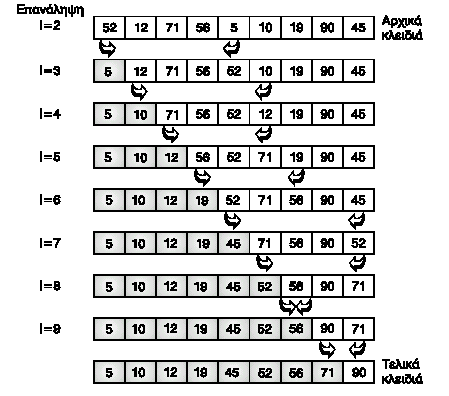 Επανάληψη
I=2 52 12 71 56 5 10 19 90 45 Αρχικά κλειδιά
I=3 5 12 71 56 52 10 19 90 45
I=4 5 10 71 56 52 12 19 90 45
I=5 5 10 12 56 52 71 19 90 45
I=6 5 10 12 19 52 71 56 90 45
I=7 5 10 12 19 45 71 56 90 52
I=8 5 10 12 19 45 52 56 90 71
I=9 5 10 12 19 45 52 56 90 71
5 10 12 19 45 52 56 71 90 Τελικά κλειδιά